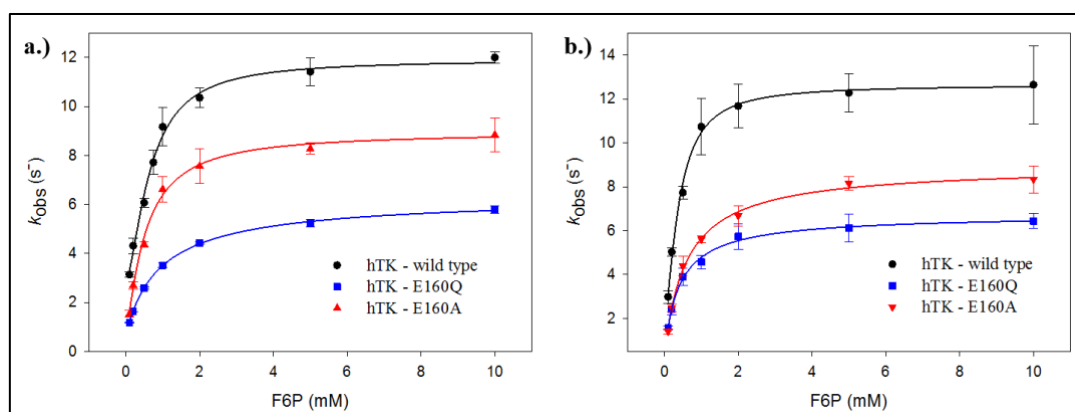 a.)
12
10
8
6
4
2
0
k_obs (s⁻)
hTK - wild type
hTK - E160Q
hTK - E160A
0 2 4 6 8 10
F6P (mM)
b.)
14
12
10
8
6
4
2
k_obs (s⁻)
hTK - wild type
hTK - E160Q
hTK - E160A
0 2 4 6 8 10
F6P (mM)